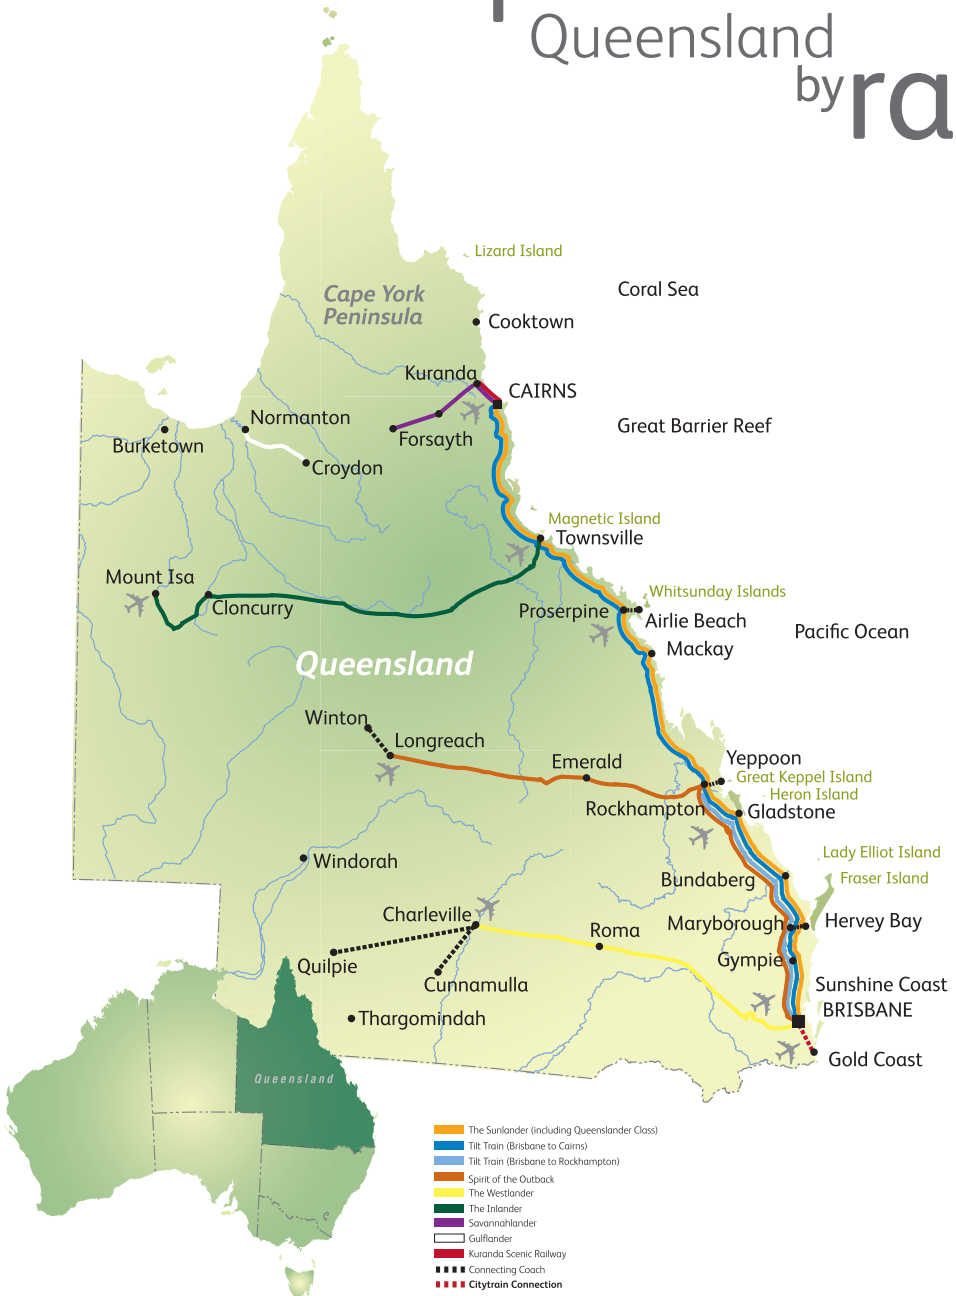 Queensland
by ra
Lizard Island
Coral Sea
Cape York
Peninsula
Cooktown
Kuranda
CAIRNS
Normanton
Great Barrier Reef
Burketown
Forsayth
Croydon
Magnetic Island
Townsville
Mount Isa
Cloncurry
Whitsunday Islands
Proserpine
Airlie Beach
Pacific Ocean
Mackay
Queensland
Winton
Longreach
Yeppoon
Emerald
Great Keppel Island
Heron Island
Rockhampton
Gladstone
Windorah
Lady Elliot Island
Bundaberg
Fraser Island
Charleville
Maryborough
Hervey Bay
Roma
Gympie
Quilpie
Cunnamulla
Sunshine Coast
BRISBANE
Thargomindah
Gold Coast
Queensland
The Sunlander (including Queenslander Class)
Tilt Train (Brisbane to Cairns)
Tilt Train (Brisbane to Rockhampton)
Spirit of the Outback
The Westlander
The Inlander
Savannahlander
Gulflander
Kuranda Scenic Railway
Connecting Coach
Citytrain Connection